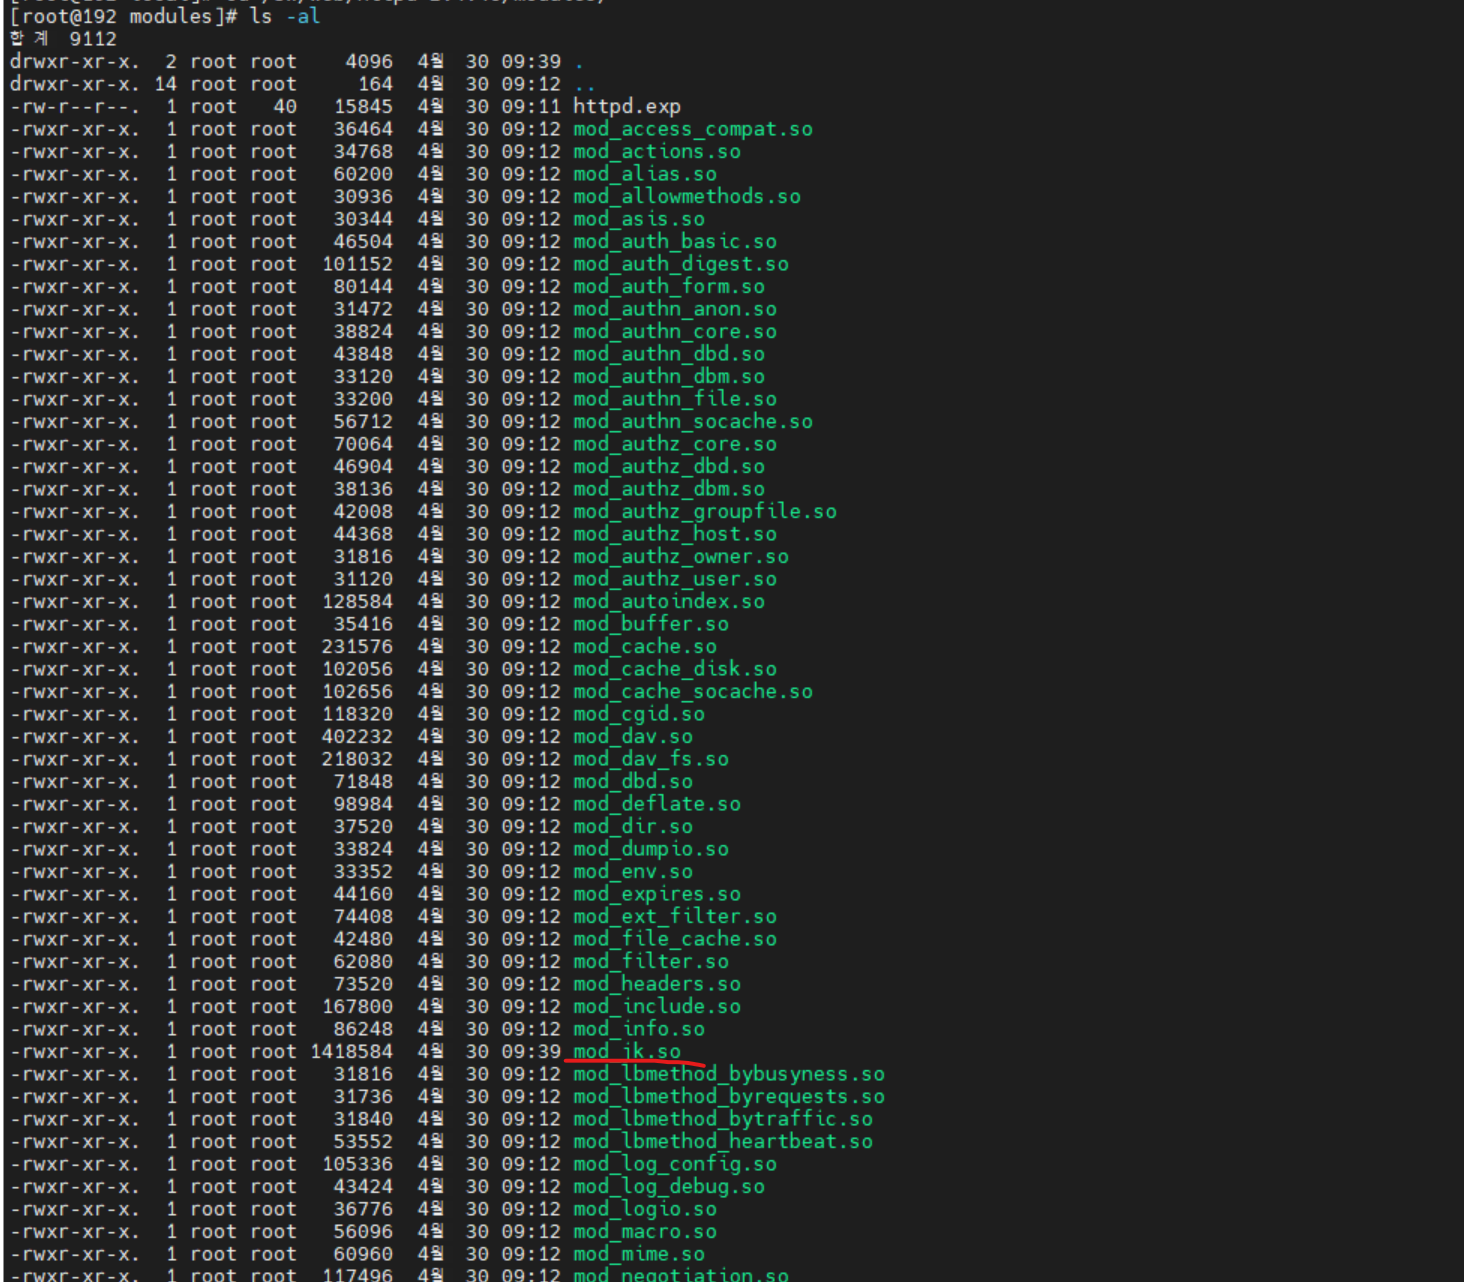 [root@192 modules]# ls -al
합계 9112
drwxr-xr-x. 2 root root 4096 4월 30 09:39 .
drwxr-xr-x. 14 root root 164 4월 30 09:12 ..
-rw-r--r--. 1 root 40 15845 4월 30 09:11 httpd.exp
-rwxr-xr-x. 1 root root 36464 4월 30 09:12 mod_access_compat.so
-rwxr-xr-x. 1 root root 34768 4월 30 09:12 mod_actions.so
-rwxr-xr-x. 1 root root 60200 4월 30 09:12 mod_alias.so
-rwxr-xr-x. 1 root root 30936 4월 30 09:12 mod_allowmethods.so
-rwxr-xr-x. 1 root root 30344 4월 30 09:12 mod_asis.so
-rwxr-xr-x. 1 root root 46504 4월 30 09:12 mod_auth_basic.so
-rwxr-xr-x. 1 root root 101152 4월 30 09:12 mod_auth_digest.so
-rwxr-xr-x. 1 root root 80144 4월 30 09:12 mod_auth_form.so
-rwxr-xr-x. 1 root root 31472 4월 30 09:12 mod_authn_anon.so
-rwxr-xr-x. 1 root root 38824 4월 30 09:12 mod_authn_core.so
-rwxr-xr-x. 1 root root 43848 4월 30 09:12 mod_authn_dbd.so
-rwxr-xr-x. 1 root root 33120 4월 30 09:12 mod_authn_dbm.so
-rwxr-xr-x. 1 root root 33200 4월 30 09:12 mod_authn_file.so
-rwxr-xr-x. 1 root root 56712 4월 30 09:12 mod_authn_socache.so
-rwxr-xr-x. 1 root root 70064 4월 30 09:12 mod_authz_core.so
-rwxr-xr-x. 1 root root 46904 4월 30 09:12 mod_authz_dbd.so
-rwxr-xr-x. 1 root root 38136 4월 30 09:12 mod_authz_dbm.so
-rwxr-xr-x. 1 root root 42008 4월 30 09:12 mod_authz_groupfile.so
-rwxr-xr-x. 1 root root 44368 4월 30 09:12 mod_authz_host.so
-rwxr-xr-x. 1 root root 31816 4월 30 09:12 mod_authz_owner.so
-rwxr-xr-x. 1 root root 31120 4월 30 09:12 mod_authz_user.so
-rwxr-xr-x. 1 root root 128584 4월 30 09:12 mod_autoindex.so
-rwxr-xr-x. 1 root root 35416 4월 30 09:12 mod_buffer.so
-rwxr-xr-x. 1 root root 231576 4월 30 09:12 mod_cache.so
-rwxr-xr-x. 1 root root 102056 4월 30 09:12 mod_cache_disk.so
-rwxr-xr-x. 1 root root 102656 4월 30 09:12 mod_cache_socache.so
-rwxr-xr-x. 1 root root 118320 4월 30 09:12 mod_cgid.so
-rwxr-xr-x. 1 root root 402232 4월 30 09:12 mod_dav.so
-rwxr-xr-x. 1 root root 218032 4월 30 09:12 mod_dav_fs.so
-rwxr-xr-x. 1 root root 71848 4월 30 09:12 mod_dbd.so
-rwxr-xr-x. 1 root root 98984 4월 30 09:12 mod_deflate.so
-rwxr-xr-x. 1 root root 37520 4월 30 09:12 mod_dir.so
-rwxr-xr-x. 1 root root 33824 4월 30 09:12 mod_dumpio.so
-rwxr-xr-x. 1 root root 33352 4월 30 09:12 mod_env.so
-rwxr-xr-x. 1 root root 44160 4월 30 09:12 mod_expires.so
-rwxr-xr-x. 1 root root 74408 4월 30 09:12 mod_ext_filter.so
-rwxr-xr-x. 1 root root 42480 4월 30 09:12 mod_file_cache.so
-rwxr-xr-x. 1 root root 62080 4월 30 09:12 mod_filter.so
-rwxr-xr-x. 1 root root 73520 4월 30 09:12 mod_headers.so
-rwxr-xr-x. 1 root root 167800 4월 30 09:12 mod_include.so
-rwxr-xr-x. 1 root root 86248 4월 30 09:12 mod_info.so
-rwxr-xr-x. 1 root root 1418584 4월 30 09:39 mod_jk.so
-rwxr-xr-x. 1 root root 31816 4월 30 09:12 mod_lbmethod_bybusyness.so
-rwxr-xr-x. 1 root root 31736 4월 30 09:12 mod_lbmethod_byrequests.so
-rwxr-xr-x. 1 root root 31840 4월 30 09:12 mod_lbmethod_bytraffic.so
-rwxr-xr-x. 1 root root 53552 4월 30 09:12 mod_lbmethod_heartbeat.so
-rwxr-xr-x. 1 root root 105336 4월 30 09:12 mod_log_config.so
-rwxr-xr-x. 1 root root 43424 4월 30 09:12 mod_log_debug.so
-rwxr-xr-x. 1 root root 36776 4월 30 09:12 mod_logio.so
-rwxr-xr-x. 1 root root 56096 4월 30 09:12 mod_macro.so
-rwxr-xr-x. 1 root root 60960 4월 30 09:12 mod_mime.so
-rwxr-xr-x. 1 root root 117496 4월 30 09:12 mod_negotiation.so